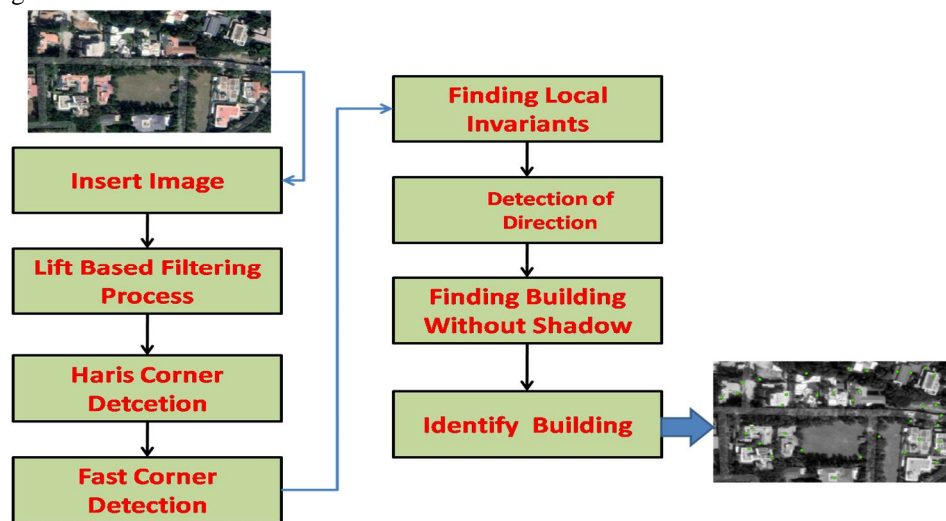 Insert Image
Lift Based Filtering
Process
Haris Corner
Detcetion
Fast Corner
Detection
Finding Local
Invariants
Detection of
Direction
Finding Building
Without Shadow
Identify Building